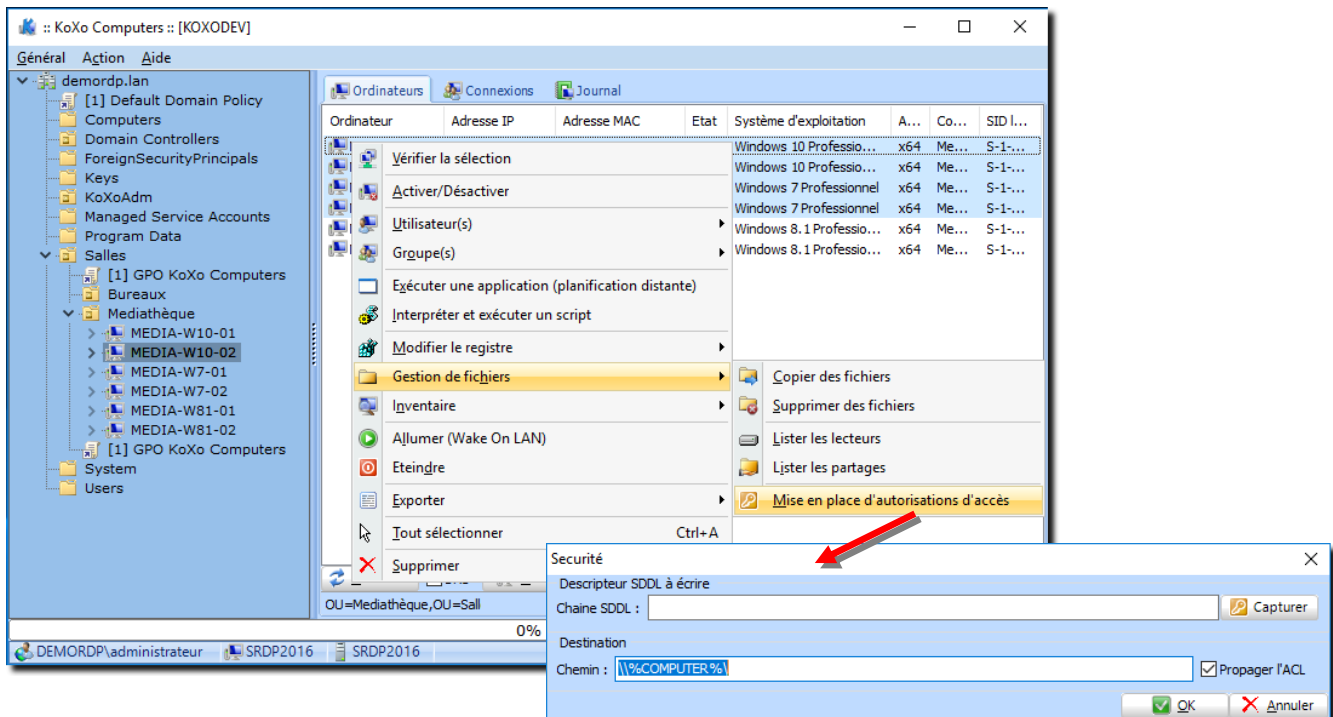 :: KoXo Computers :: [KOXODEV]
Général Action Aide
demordp.lan
[1] Default Domain Policy
Computers
Domain Controllers
ForeignSecurityPrincipals
Keys
KoXoAdm
Managed Service Accounts
Program Data
Salles
[1] GPO KoXo Computers
Bureaux
Mediathèque
MEDIA-W10-01
MEDIA-W10-02
MEDIA-W7-01
MEDIA-W7-02
MEDIA-W81-01
MEDIA-W81-02
[1] GPO KoXo Computers
System
Users
Ordinateurs Connexions Journal
Ordinateur Adresse IP Adresse MAC Etat Système d'exploitation A... Co... SID l...
Windows 10 Professio... x64 Me... S-1-...
Windows 10 Professio... x64 Me... S-1-...
Windows 7 Professionnel x64 Me... S-1-...
Windows 7 Professionnel x64 Me... S-1-...
Windows 8.1 Professio... x64 Me... S-1-...
Windows 8.1 Professio... x64 Me... S-1-...
Vérifier la sélection
Activer/Désactiver
Utilisateur(s)
Groupe(s)
Exécuter une application (planification distante)
Interpréter et exécuter un script
Modifier le registre
Gestion de fichiers
Inventaire
Allumer (Wake On LAN)
Eteindre
Exporter
Tout sélectionner Ctrl+A
Supprimer
Copier des fichiers
Supprimer des fichiers
Lister les lecteurs
Lister les partages
Mise en place d'autorisations d'accès
OU=Mediathèque,OU=Sall
0%
DEMORDP\administrateur SRDP2016 SRDP2016
Securité
Descripteur SDDL à écrire
Chaine SDDL : Capturer
Destination
Chemin : \\%COMPUTER%\ Propager l'ACL
OK Annuler